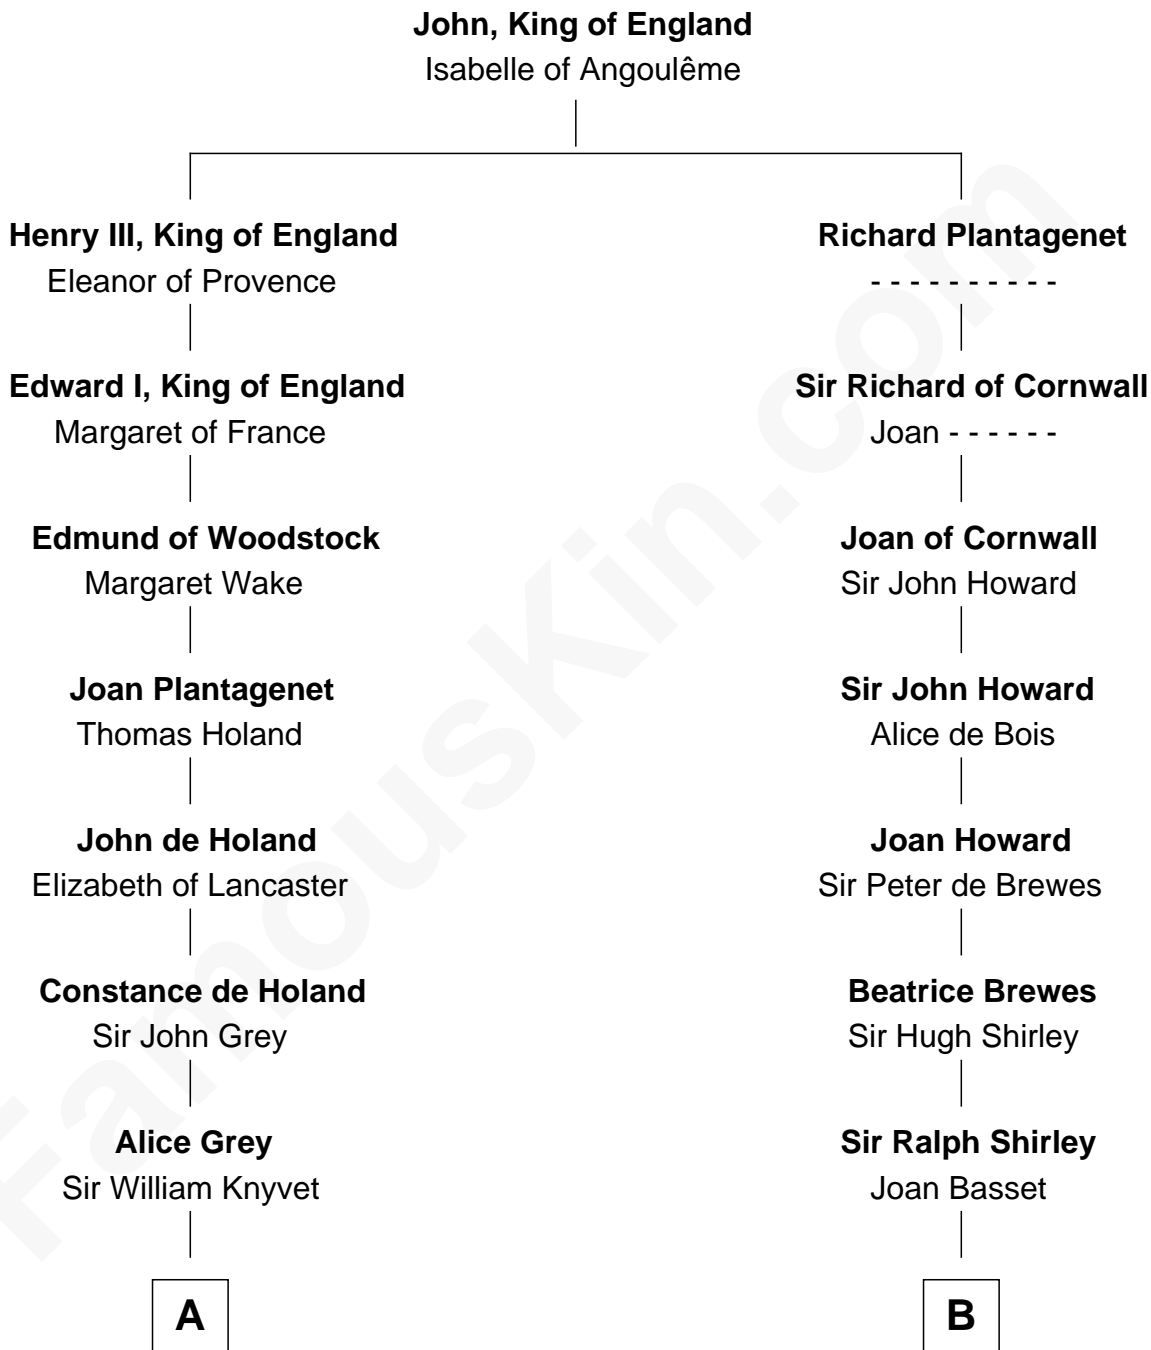 John, King of England
Isabelle of Angoulême
Henry III, King of England
Eleanor of Provence
Richard Plantagenet
- - - - - - - - - -
Edward I, King of England
Margaret of France
Sir Richard of Cornwall
Joan - - - - - -
Edmund of Woodstock
Margaret Wake
Joan of Cornwall
Sir John Howard
Joan Plantagenet
Thomas Holand
Sir John Howard
Alice de Bois
John de Holand
Elizabeth of Lancaster
Joan Howard
Sir Peter de Brewes
Constance de Holand
Sir John Grey
Beatrice Brewes
Sir Hugh Shirley
Alice Grey
Sir William Knyvet
Sir Ralph Shirley
Joan Basset
A
B
FamousKin.com